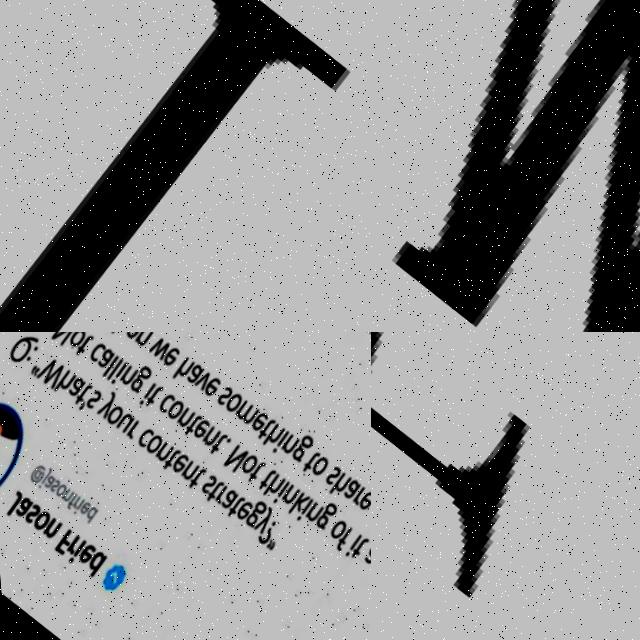 Jason Fried
@jasonfried
Q: "What's your content strategy?"
Not calling it content. Not thinking of it
we have something to share